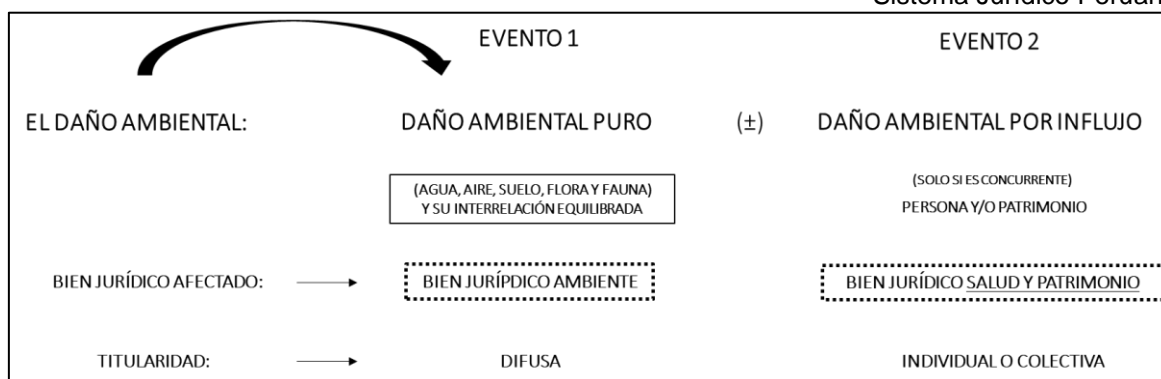 Sistema Jurídico Peruan
EVENTO 1
EVENTO 2
EL DAÑO AMBIENTAL:
DAÑO AMBIENTAL PURO
(±)
DAÑO AMBIENTAL POR INFLUJO
(AGUA, AIRE, SUELO, FLORA Y FAUNA)
Y SU INTERRELACIÓN EQUILIBRADA
(SOLO SI ES CONCURRENTE)
PERSONA Y/O PATRIMONIO
BIEN JURÍDICO AFECTADO:
BIEN JURÍPDICO AMBIENTE
BIEN JURÍDICO SALUD Y PATRIMONIO
TITULARIDAD:
DIFUSA
INDIVIDUAL O COLECTIVA